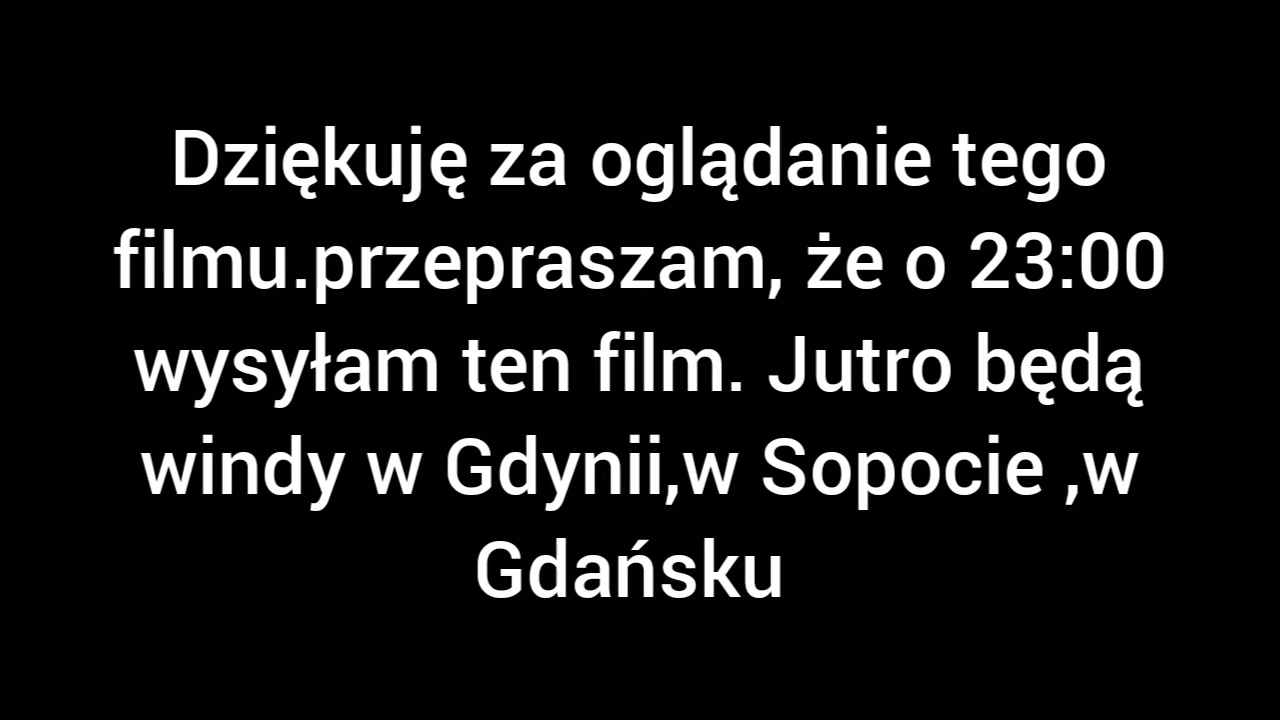 Dziękuję za oglądanie tego
filmu.przepraszam, że o 23:00
wysyłam ten film. Jutro będą
windy w Gdynii,w Sopocie ,w
Gdańsku